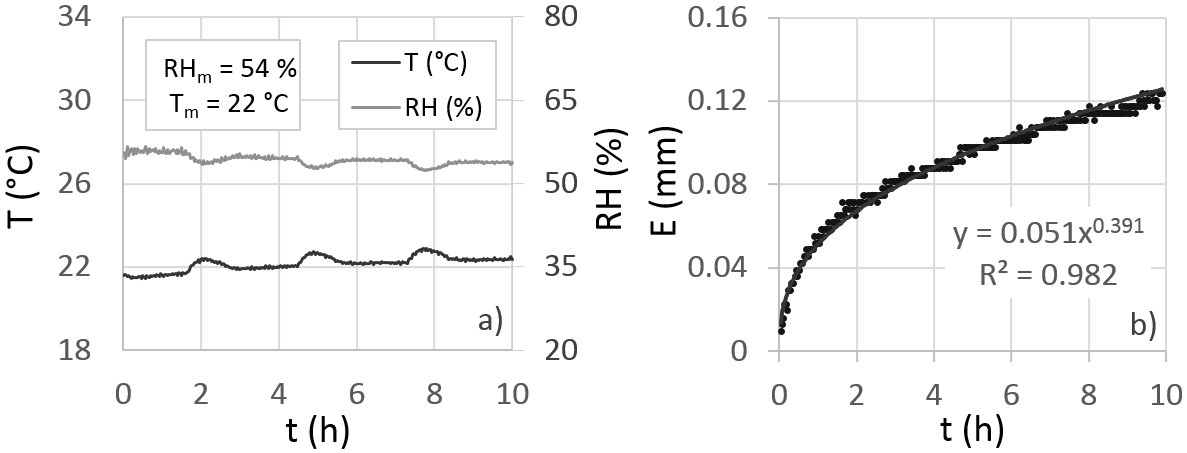 34
30
26
22
18
T (°C)
RHₘ = 54 %
Tₘ = 22 °C
T (°C)
RH (%)
80
65
50
35
20
RH (%)
a)
0 2 4 6 8 10
t (h)
0.16
0.12
0.08
0.04
0
E (mm)
y = 0.051x^0.391
R² = 0.982
b)
0 2 4 6 8 10
t (h)